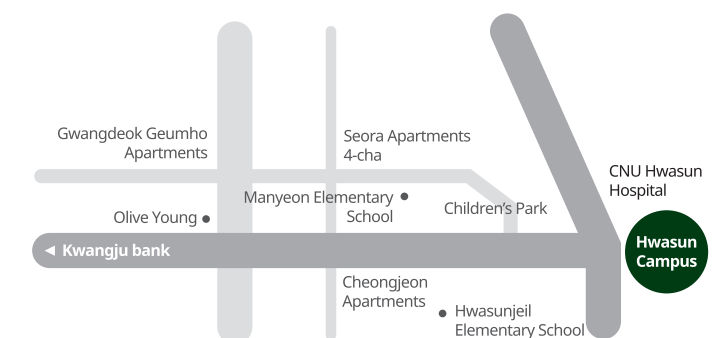 Gwangdeok Geumho
Apartments
Seora Apartments
4-cha
CNU Hwasun
Hospital
Manyeon Elementary
School
Children's Park
Olive Young
Hwasun
Campus
◀ Kwangju bank
Cheongjeon
Apartments
Hwasunjeil
Elementary School